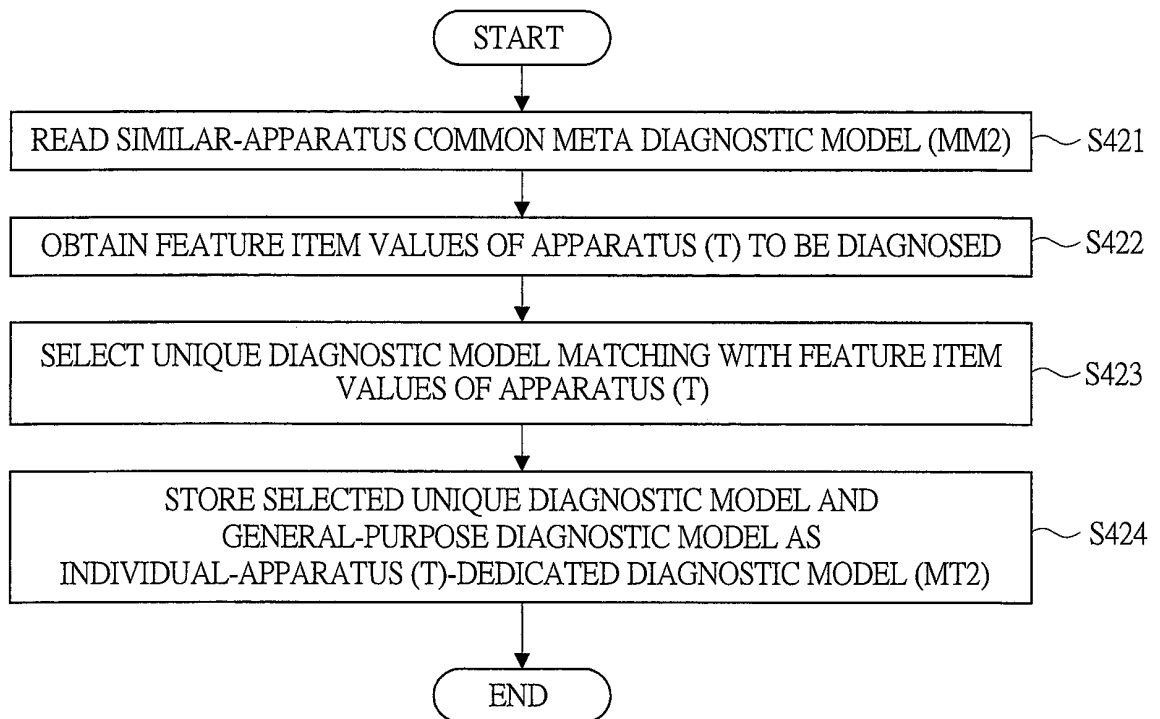 START
READ SIMILAR-APPARATUS COMMON META DIAGNOSTIC MODEL (MM2)
S421
OBTAIN FEATURE ITEM VALUES OF APPARATUS (T) TO BE DIAGNOSED
S422
SELECT UNIQUE DIAGNOSTIC MODEL MATCHING WITH FEATURE ITEM
VALUES OF APPARATUS (T)
S423
STORE SELECTED UNIQUE DIAGNOSTIC MODEL AND
GENERAL-PURPOSE DIAGNOSTIC MODEL AS
INDIVIDUAL-APPARATUS (T)-DEDICATED DIAGNOSTIC MODEL (MT2)
S424
END